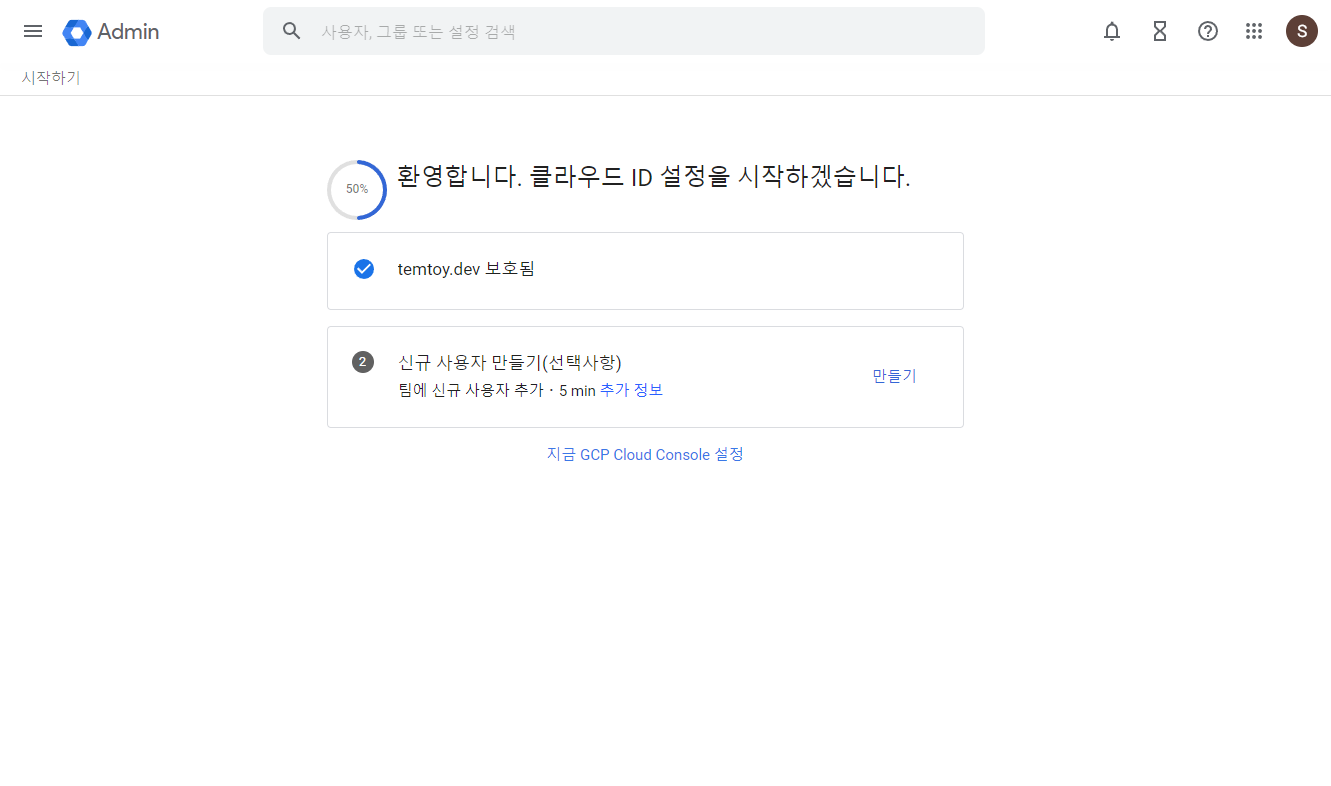 Admin
사용자, 그룹 또는 설정 검색
S
시작하기
50%
환영합니다. 클라우드 ID 설정을 시작하겠습니다.
temtoy.dev 보호됨
2
신규 사용자 만들기(선택사항)
팀에 신규 사용자 추가 · 5 min 추가 정보
만들기
지금 GCP Cloud Console 설정